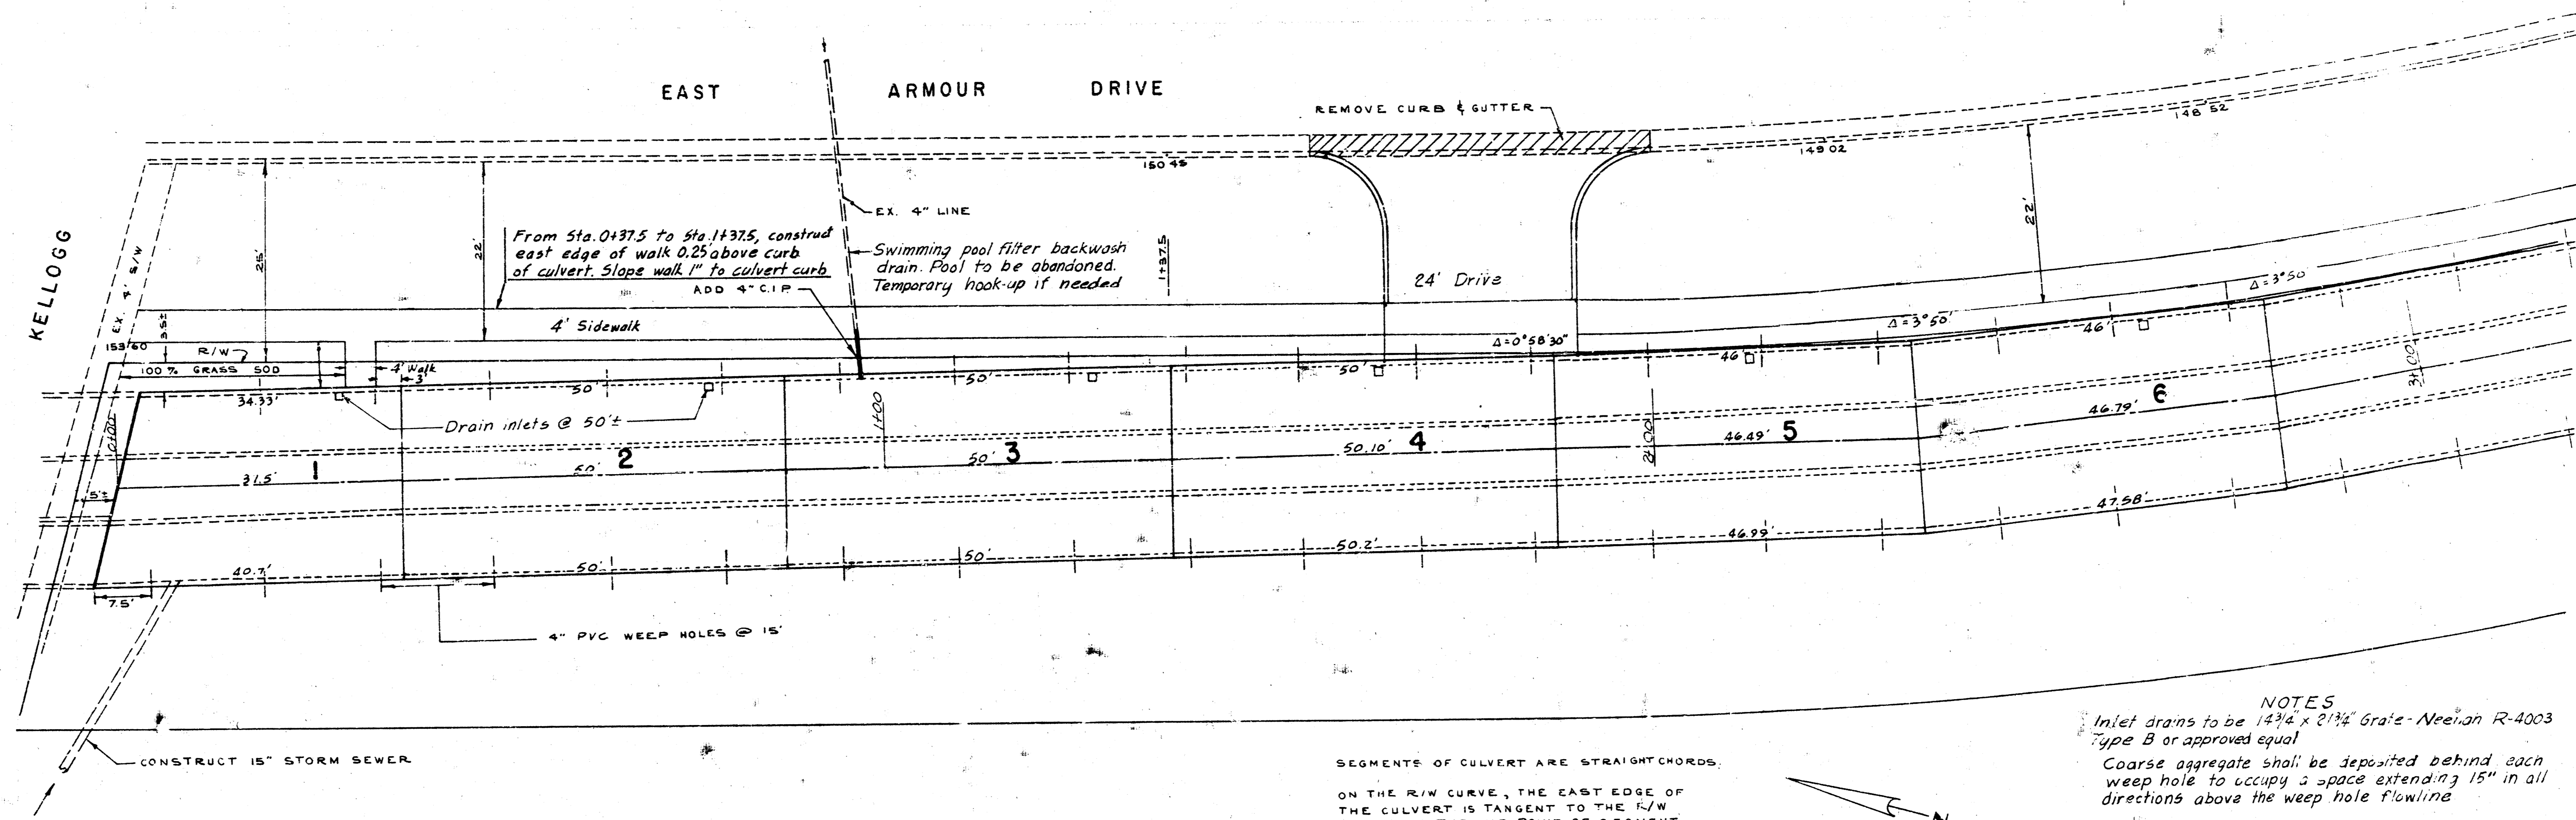 EAST ARMOUR DRIVE
REMOVE CURB & GUTTER
148.52
149.02
150.45
EX. 4" LINE
KELLOGG
EX. 4' S/W
25'
22'
22'
From Sta. 0+37.5 to Sta. 1+37.5, construct
east edge of walk 0.25' above curb
of culvert. Slope walk 1" to culvert curb
ADD 4" C.I.P.
Swimming pool filter backwash
drain. Pool to be abandoned.
Temporary hook-up if needed
1+37.5
24' Drive
4' Sidewalk
3.5'±
153.60
R/W
100% GRASS SOD
4' Walk
3'
Δ=0°58'30"
Δ=3°50'
Δ=3°50'
34.33'
50'
50'
50'
46'
46'
Drain inlets @ 50'±
0+00
1+00
2+00
3+00
31.5'
1
50'
2
50'
3
50.10'
4
46.49'
5
46.79'
6
5'±
40.7'
50'
50'
50.2'
46.99'
47.58'
7.5'
4" PVC WEEP HOLES @ 15'
CONSTRUCT 15" STORM SEWER
SEGMENTS OF CULVERT ARE STRAIGHT CHORDS.
ON THE R/W CURVE, THE EAST EDGE OF
THE CULVERT IS TANGENT TO THE R/W
N
NOTES
Inlet drains to be 14 3/4" x 21 3/4" Grate - Neenah R-4003
Type B or approved equal
Coarse aggregate shall be deposited behind each
weep hole to occupy a space extending 15" in all
directions above the weep hole flowline